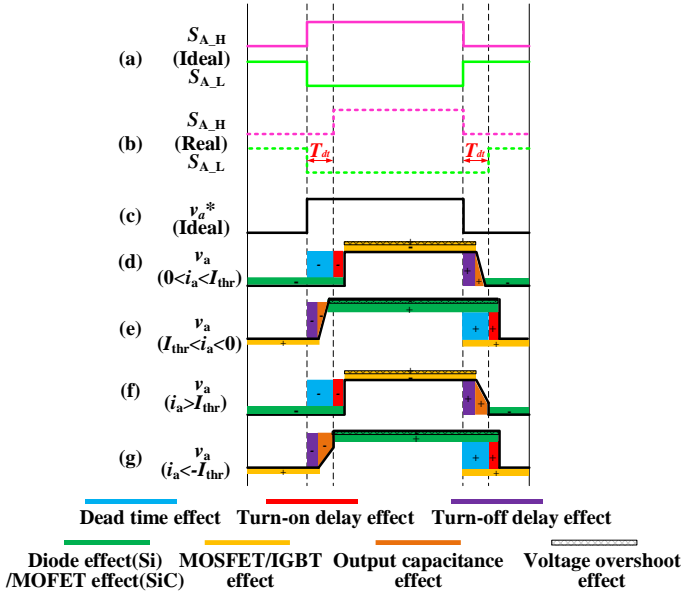 (a)
S_A_H
(Ideal)
S_A_L
(b)
S_A_H
(Real)
S_A_L
T_dt
T_dt
(c)
v_a*
(Ideal)
(d)
v_a
(0<i_a<I_thr)
+
-
-
-
-
+
+
-
(e)
v_a
(I_thr<i_a<0)
+
-
-
-
+
+
+
+
(f)
v_a
(i_a>I_thr)
+
-
-
-
-
+
+
-
(g)
v_a
(i_a<-I_thr)
+
-
-
-
+
+
+
+
Dead time effect
Turn-on delay effect
Turn-off delay effect
Diode effect(Si)
/MOFET effect(SiC)
MOSFET/IGBT
effect
Output capacitance
effect
Voltage overshoot
effect